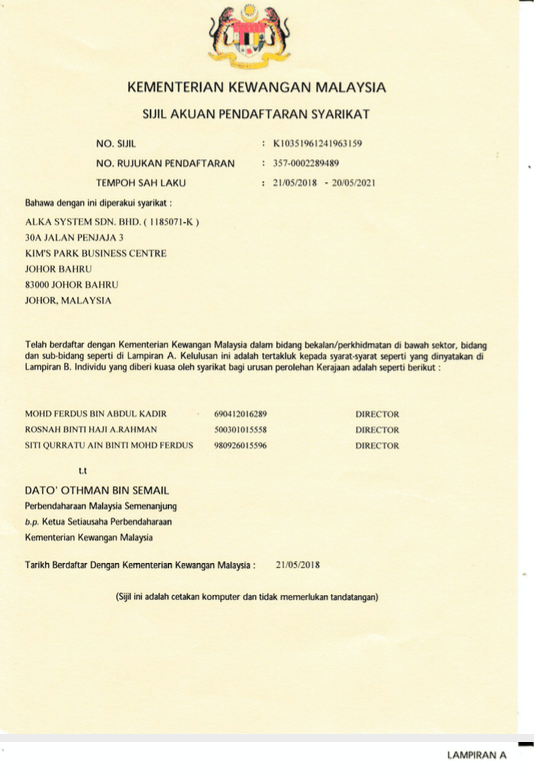 KEMENTERIAN KEWANGAN MALAYSIA
SIJIL AKUAN PENDAFTARAN SYARIKAT
NO. SIJIL : K10351961241963159
NO. RUJUKAN PENDAFTARAN : 357-0002289489
TEMPOH SAH LAKU : 21/05/2018 - 20/05/2021
Bahawa dengan ini diperakui syarikat :
ALKA SYSTEM SDN. BHD. ( 1185071-K )
30A JALAN PENJAJA 3
KIM'S PARK BUSINESS CENTRE
JOHOR BAHRU
83000 JOHOR BAHRU
JOHOR, MALAYSIA
Telah berdaftar dengan Kementerian Kewangan Malaysia dalam bidang bekalan/perkhidmatan di bawah sektor, bidang
dan sub-bidang seperti di Lampiran A. Kelulusan ini adalah tertakluk kepada syarat-syarat seperti yang dinyatakan di
Lampiran B. Individu yang diberi kuasa oleh syarikat bagi urusan perolehan Kerajaan adalah seperti berikut :
MOHD FERDUS BIN ABDUL KADIR 690412016289 DIRECTOR
ROSNAH BINTI HAJI A.RAHMAN 500301015558 DIRECTOR
SITI QURRATU AIN BINTI MOHD FERDUS 980926015596 DIRECTOR
t.t
DATO' OTHMAN BIN SEMAIL
Perbendaharaan Malaysia Semenanjung
b.p. Ketua Setiausaha Perbendaharaan
Kementerian Kewangan Malaysia
Tarikh Berdaftar Dengan Kementerian Kewangan Malaysia : 21/05/2018
(Sijil ini adalah cetakan komputer dan tidak memerlukan tandatangan)
LAMPIRAN A